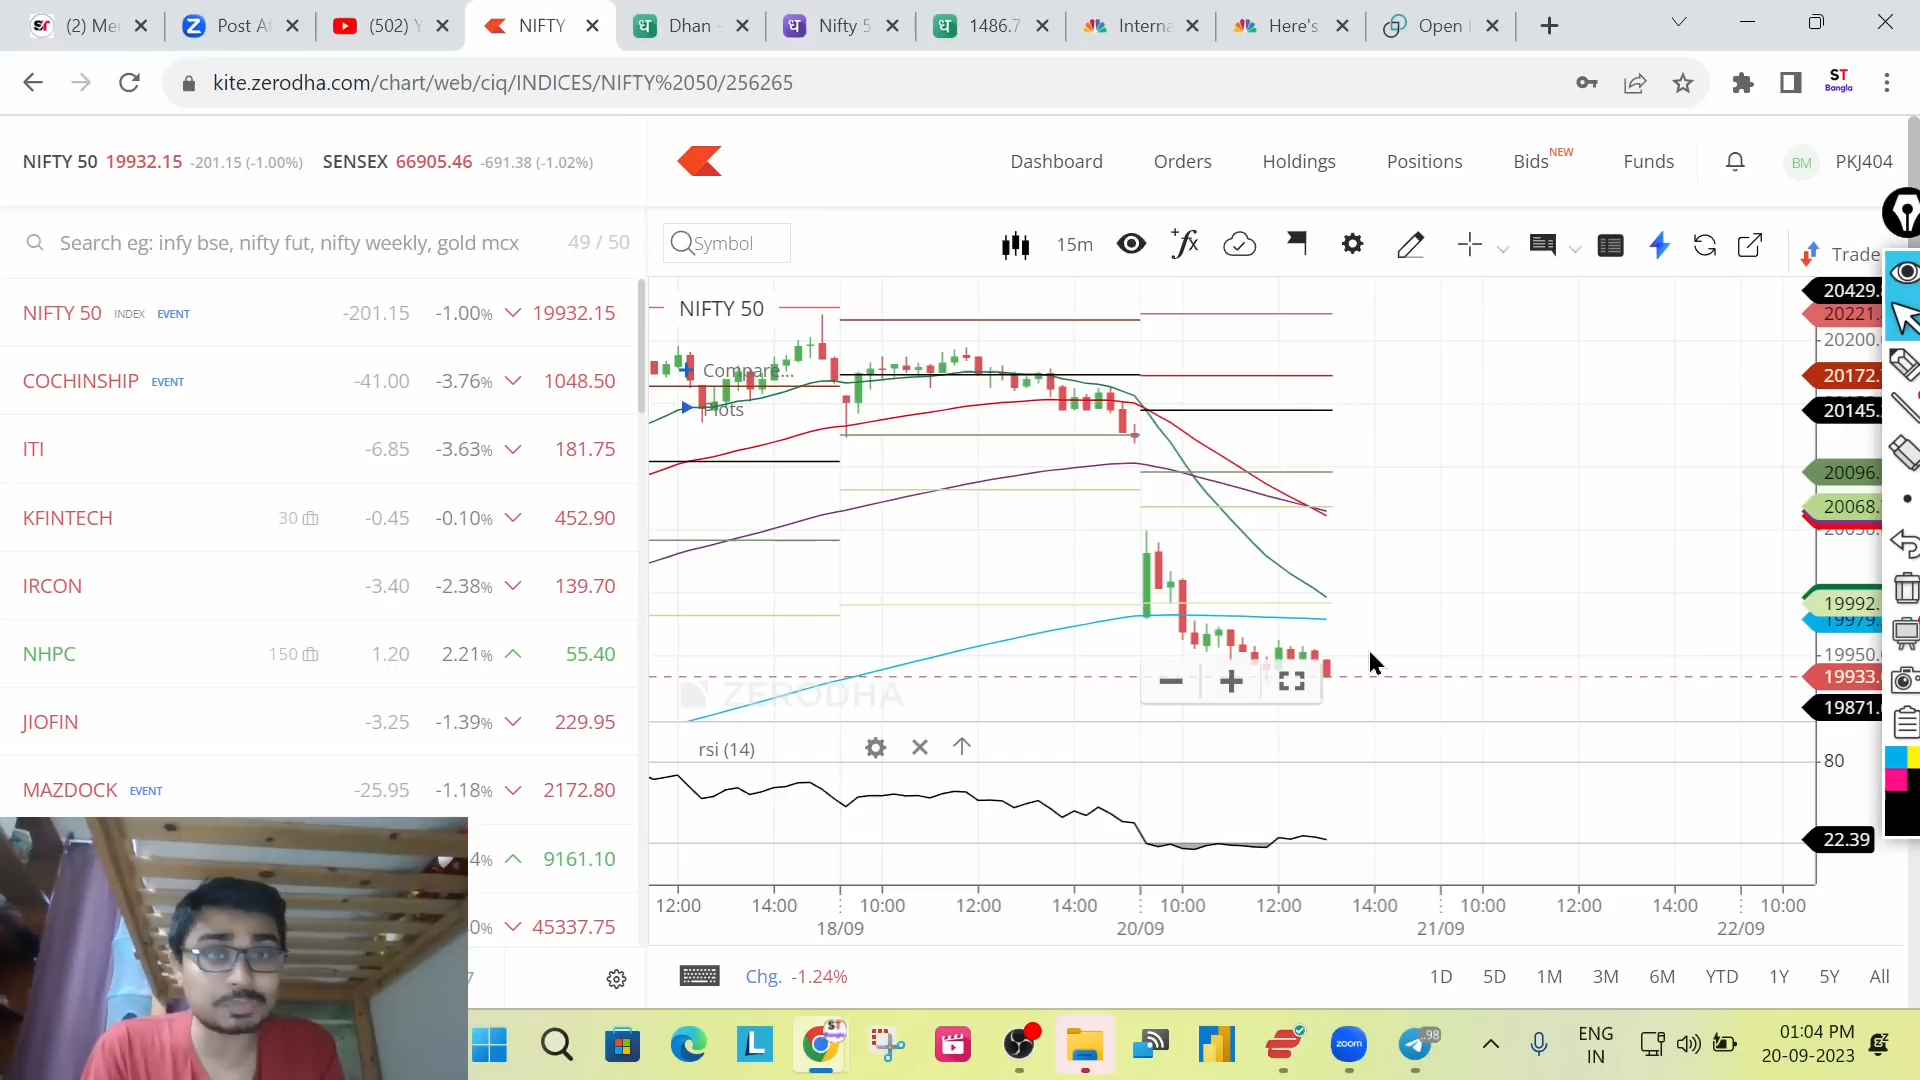 (2) Me
Post A
(502) Y
NIFTY
Dhan -
Nifty 5
1486.7
Interna
Here's
Open
kite.zerodha.com/chart/web/ciq/INDICES/NIFTY%2050/256265
ST
Bangla
NIFTY 50 19932.15 -201.15 (-1.00%) SENSEX 66905.46 -691.38 (-1.02%)
Dashboard Orders Holdings Positions Bids NEW Funds BM PKJ404
Search eg: infy bse, nifty fut, nifty weekly, gold mcx 49 / 50
Symbol 15m Trade
NIFTY 50 INDEX EVENT -201.15 -1.00% 19932.15
COCHINSHIP EVENT -41.00 -3.76% 1048.50
ITI -6.85 -3.63% 181.75
KFINTECH 30 -0.45 -0.10% 452.90
IRCON -3.40 -2.38% 139.70
NHPC 150 1.20 2.21% 55.40
JIOFIN -3.25 -1.39% 229.95
MAZDOCK EVENT -25.95 -1.18% 2172.80
4% 9161.10
0% 45337.75
NIFTY 50
Compare...
Plots
ZERODHA
20429.
20221.
20200.
20172.
20145.
20096.
20068.
20050.
19992.
19979.
19950.
19933.
19871.
rsi (14)
80
22.39
12:00 14:00 10:00 12:00 14:00 10:00 12:00 14:00 10:00 12:00 14:00 10:00
18/09 20/09 21/09 22/09
Chg. -1.24%
1D 5D 1M 3M 6M YTD 1Y 5Y All
L
ST
zoom
98
ENG
IN
01:04 PM
20-09-2023